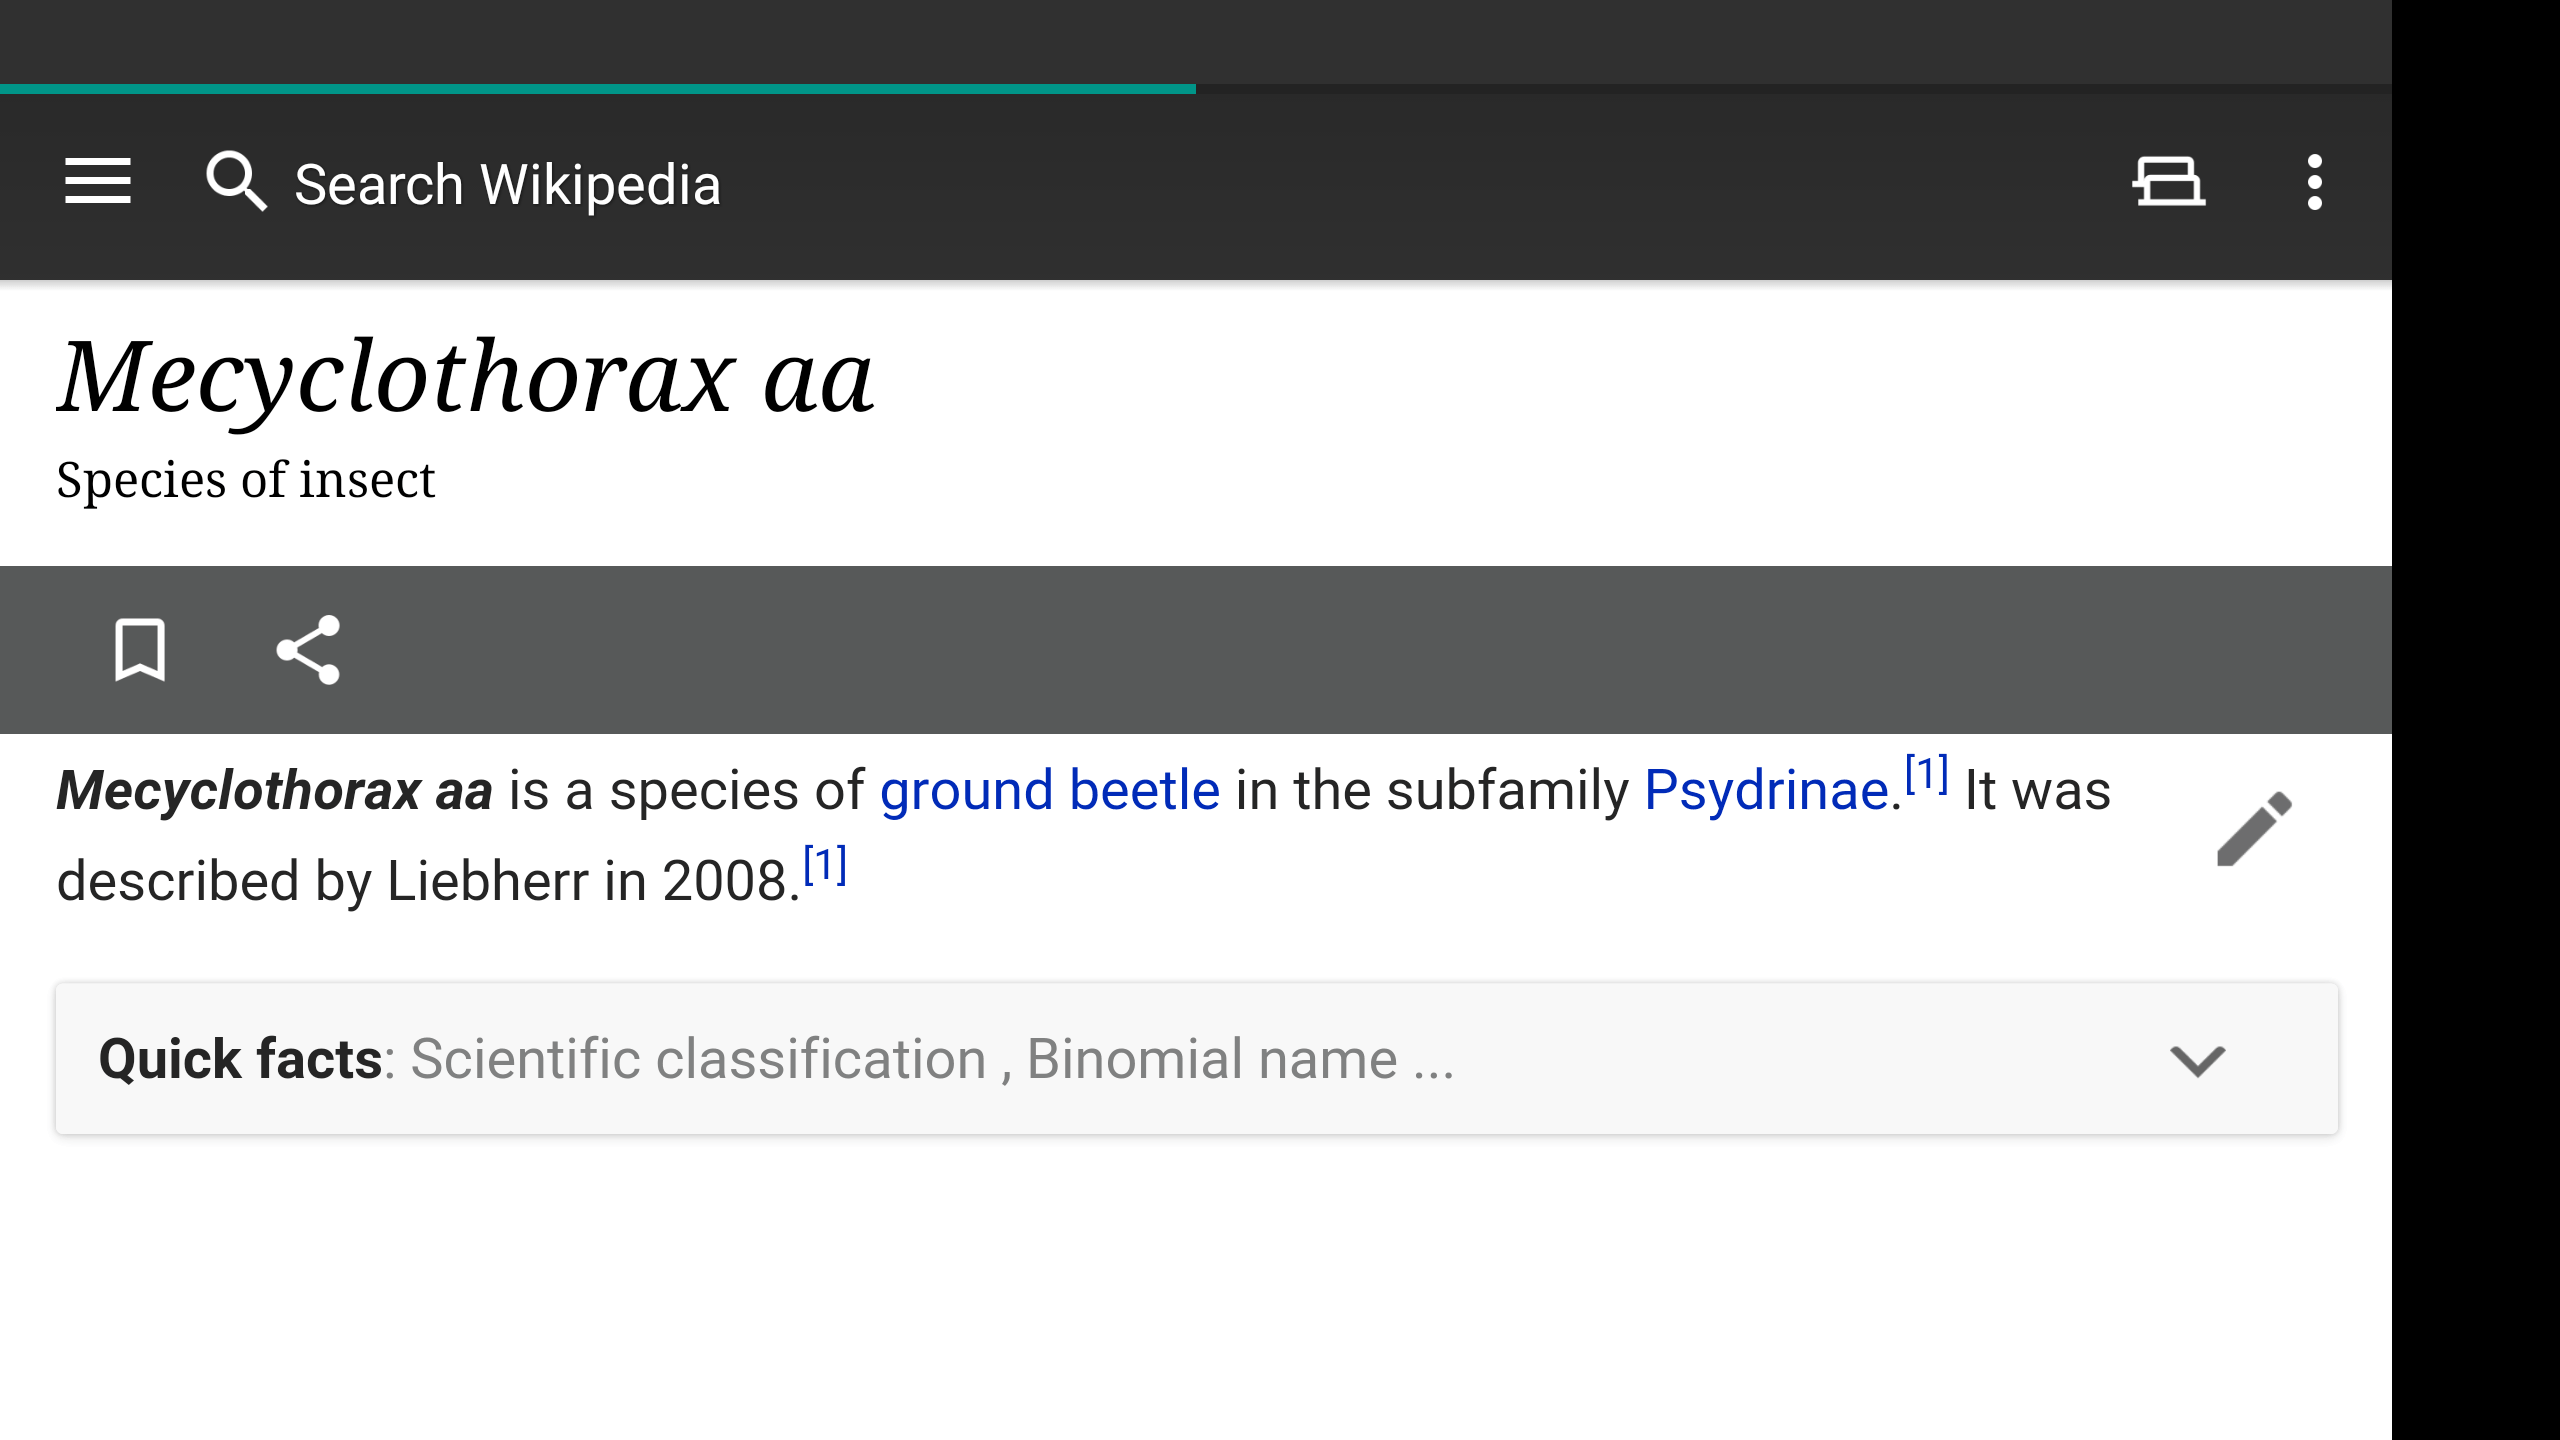 Search Wikipedia
Mecyclothorax aa
Species of insect
Mecyclothorax aa is a species of ground beetle in the subfamily Psydrinae.[1] It was
described by Liebherr in 2008.[1]
Quick facts: Scientific classification , Binomial name ...